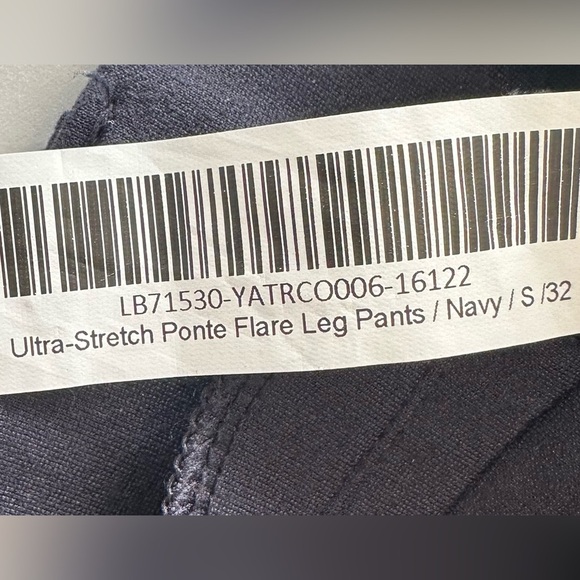 LB71530-YATRCO006-16122
Ultra-Stretch Ponte Flare Leg Pants / Navy / S /32